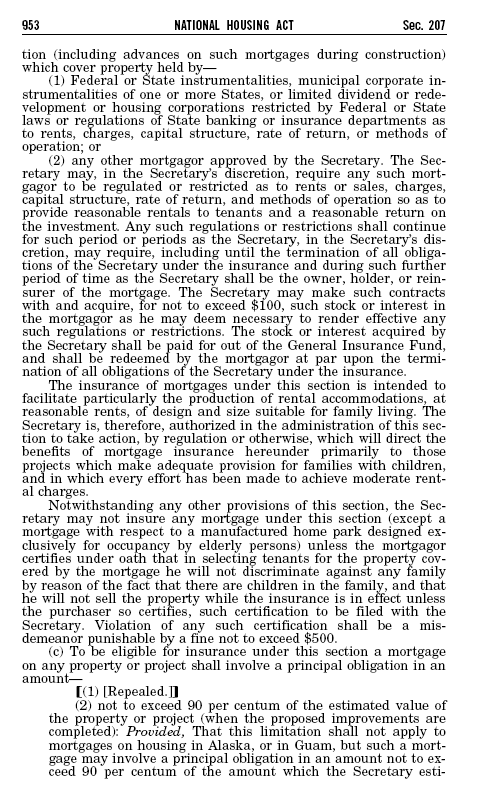 953 NATIONAL HOUSING ACT Sec. 207
tion (including advances on such mortgages during construction)
which cover property held by—
(1) Federal or State instrumentalities, municipal corporate in-
strumentalities of one or more States, or limited dividend or rede-
velopment or housing corporations restricted by Federal or State
laws or regulations of State banking or insurance departments as
to rents, charges, capital structure, rate of return, or methods of
operation; or
(2) any other mortgagor approved by the Secretary. The Sec-
retary may, in the Secretary's discretion, require any such mort-
gagor to be regulated or restricted as to rents or sales, charges,
capital structure, rate of return, and methods of operation so as to
provide reasonable rentals to tenants and a reasonable return on
the investment. Any such regulations or restrictions shall continue
for such period or periods as the Secretary, in the Secretary's dis-
cretion, may require, including until the termination of all obliga-
tions of the Secretary under the insurance and during such further
period of time as the Secretary shall be the owner, holder, or rein-
surer of the mortgage. The Secretary may make such contracts
with and acquire, for not to exceed $100, such stock or interest in
the mortgagor as he may deem necessary to render effective any
such regulations or restrictions. The stock or interest acquired by
the Secretary shall be paid for out of the General Insurance Fund,
and shall be redeemed by the mortgagor at par upon the termi-
nation of all obligations of the Secretary under the insurance.
The insurance of mortgages under this section is intended to
facilitate particularly the production of rental accommodations, at
reasonable rents, of design and size suitable for family living. The
Secretary is, therefore, authorized in the administration of this sec-
tion to take action, by regulation or otherwise, which will direct the
benefits of mortgage insurance hereunder primarily to those
projects which make adequate provision for families with children,
and in which every effort has been made to achieve moderate rent-
al charges.
Notwithstanding any other provisions of this section, the Sec-
retary may not insure any mortgage under this section (except a
mortgage with respect to a manufactured home park designed ex-
clusively for occupancy by elderly persons) unless the mortgagor
certifies under oath that in selecting tenants for the property cov-
ered by the mortgage he will not discriminate against any family
by reason of the fact that there are children in the family, and that
he will not sell the property while the insurance is in effect unless
the purchaser so certifies, such certification to be filed with the
Secretary. Violation of any such certification shall be a mis-
demeanor punishable by a fine not to exceed $500.
(c) To be eligible for insurance under this section a mortgage
on any property or project shall involve a principal obligation in an
amount—
⟦(1) [Repealed.]⟧
(2) not to exceed 90 per centum of the estimated value of
the property or project (when the proposed improvements are
completed): Provided, That this limitation shall not apply to
mortgages on housing in Alaska, or in Guam, but such a mort-
gage may involve a principal obligation in an amount not to ex-
ceed 90 per centum of the amount which the Secretary esti-